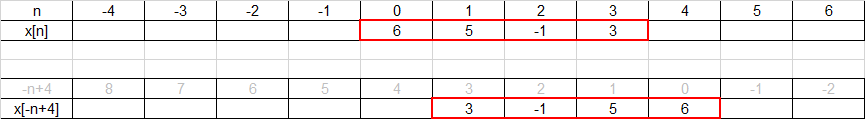 n -4 -3 -2 -1 0 1 2 3 4 5 6
x[n] 6 5 -1 3
-n+4 8 7 6 5 4 3 2 1 0 -1 -2
x[-n+4] 3 -1 5 6